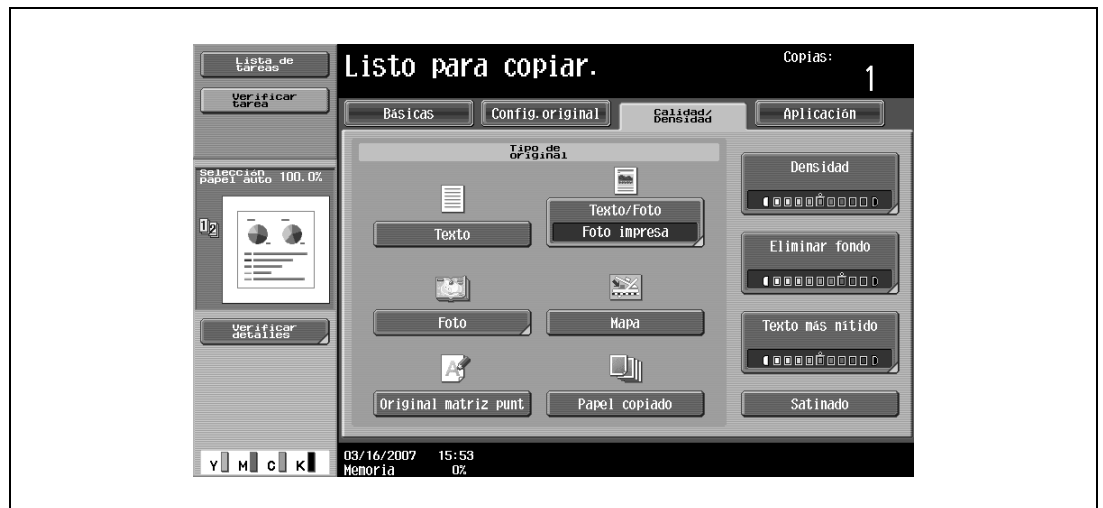 Lista de
tareas
Verificar
tarea
Selección
papel auto 100.0%
1 2
Verificar
detalles
Y M C K
Listo para copiar.
Copias:
1
Básicas
Config.original
Calidad/
Densidad
Aplicación
Tipo de
original
Texto
Texto/Foto
Foto impresa
Foto
Mapa
Original matriz punt
Papel copiado
Densidad
Eliminar fondo
Texto más nítido
Satinado
03/16/2007 15:53
Memoria 0%